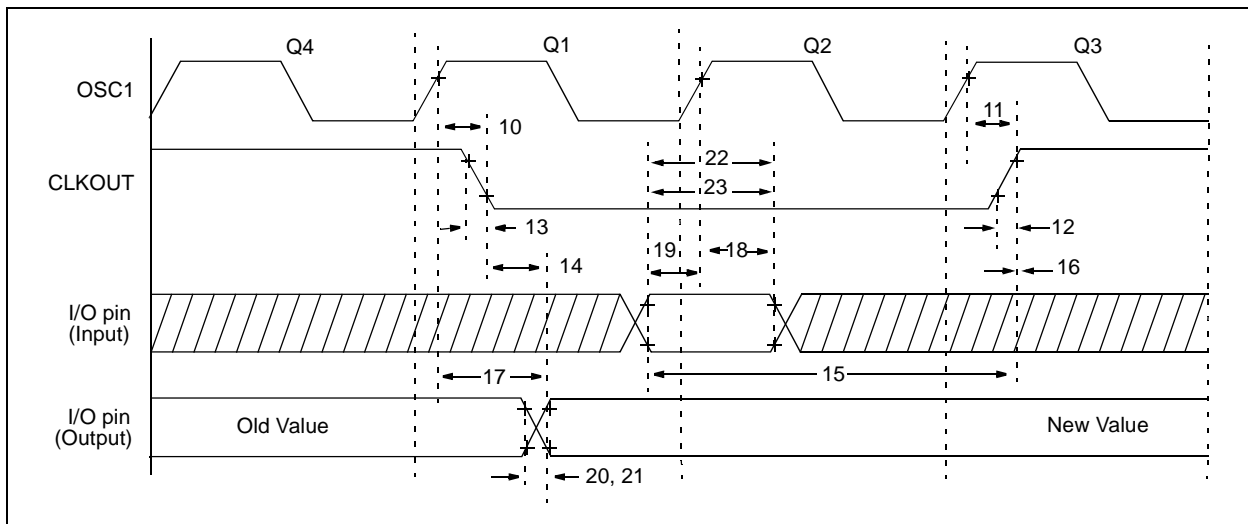 Q4 Q1 Q2 Q3
OSC1
10 11
22
CLKOUT
23
13 12
19 18
14 16
I/O pin
(Input)
17 15
I/O pin
(Output)
Old Value New Value
20, 21